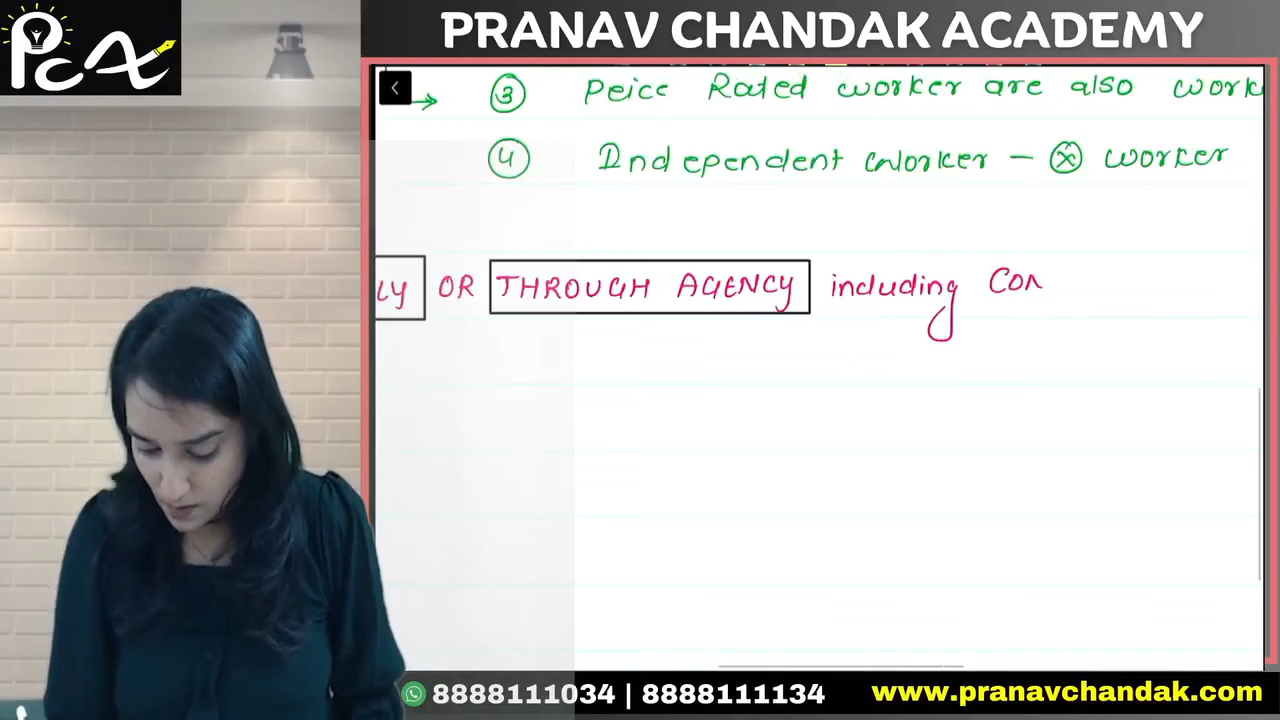 PCA
PRANAV CHANDAK ACADEMY
→ ③ Peice Rated worker are also work
④ Independent worker – ⓧ worker
LY OR THROUGH AGENCY including Con
8888111034 | 8888111134
www.pranavchandak.com